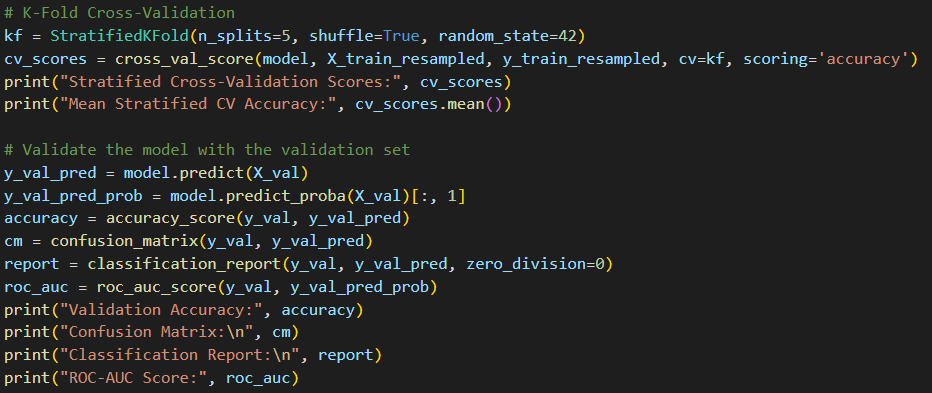 # K-Fold Cross-Validation
kf = StratifiedKFold(n_splits=5, shuffle=True, random_state=42)
cv_scores = cross_val_score(model, X_train_resampled, y_train_resampled, cv=kf, scoring='accuracy')
print("Stratified Cross-Validation Scores:", cv_scores)
print("Mean Stratified CV Accuracy:", cv_scores.mean())

# Validate the model with the validation set
y_val_pred = model.predict(X_val)
y_val_pred_prob = model.predict_proba(X_val)[:, 1]
accuracy = accuracy_score(y_val, y_val_pred)
cm = confusion_matrix(y_val, y_val_pred)
report = classification_report(y_val, y_val_pred, zero_division=0)
roc_auc = roc_auc_score(y_val, y_val_pred_prob)
print("Validation Accuracy:", accuracy)
print("Confusion Matrix:\n", cm)
print("Classification Report:\n", report)
print("ROC-AUC Score:", roc_auc)